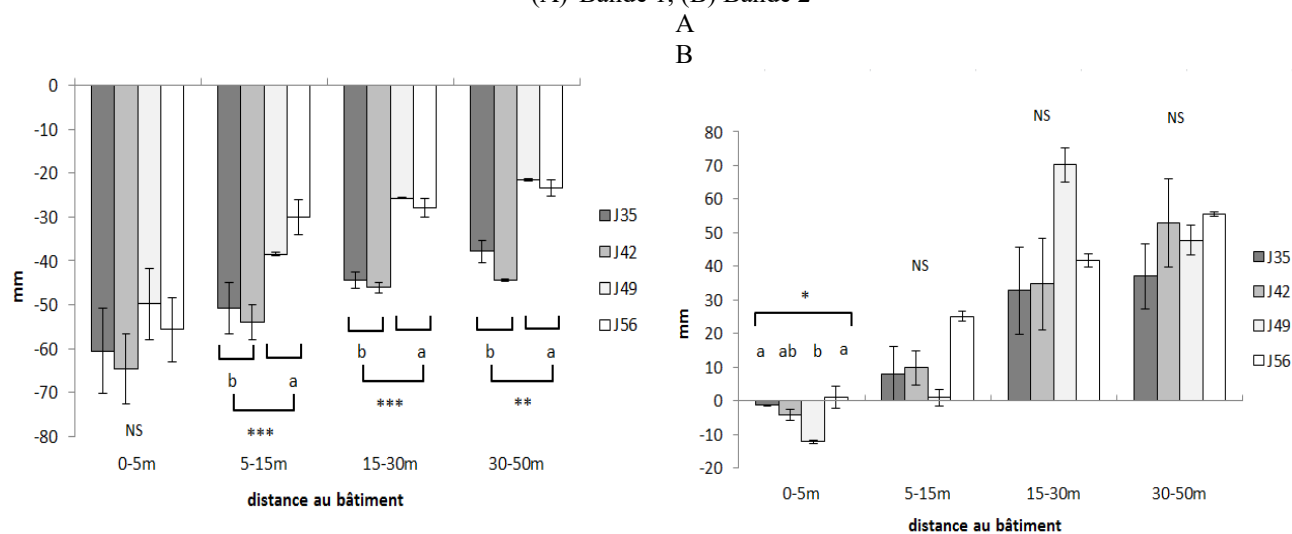 (A) Bande 1, (B) Bande 2
A
B
0
-10
-20
-30
-40
-50
-60
-70
-80
mm
NS
b a
***
b a
***
b a
**
0-5m 5-15m 15-30m 30-50m
distance au bâtiment
J35
J42
J49
J56
80
70
60
50
40
30
20
10
0
-10
-20
mm
*
a ab b a
NS
NS
NS
0-5m 5-15m 15-30m 30-50m
distance au bâtiment
J35
J42
J49
J56